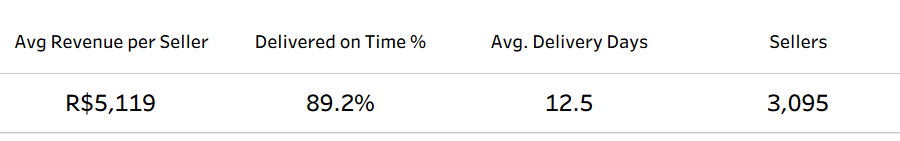 Avg Revenue per Seller Delivered on Time % Avg. Delivery Days Sellers
R$5,119 89.2% 12.5 3,095